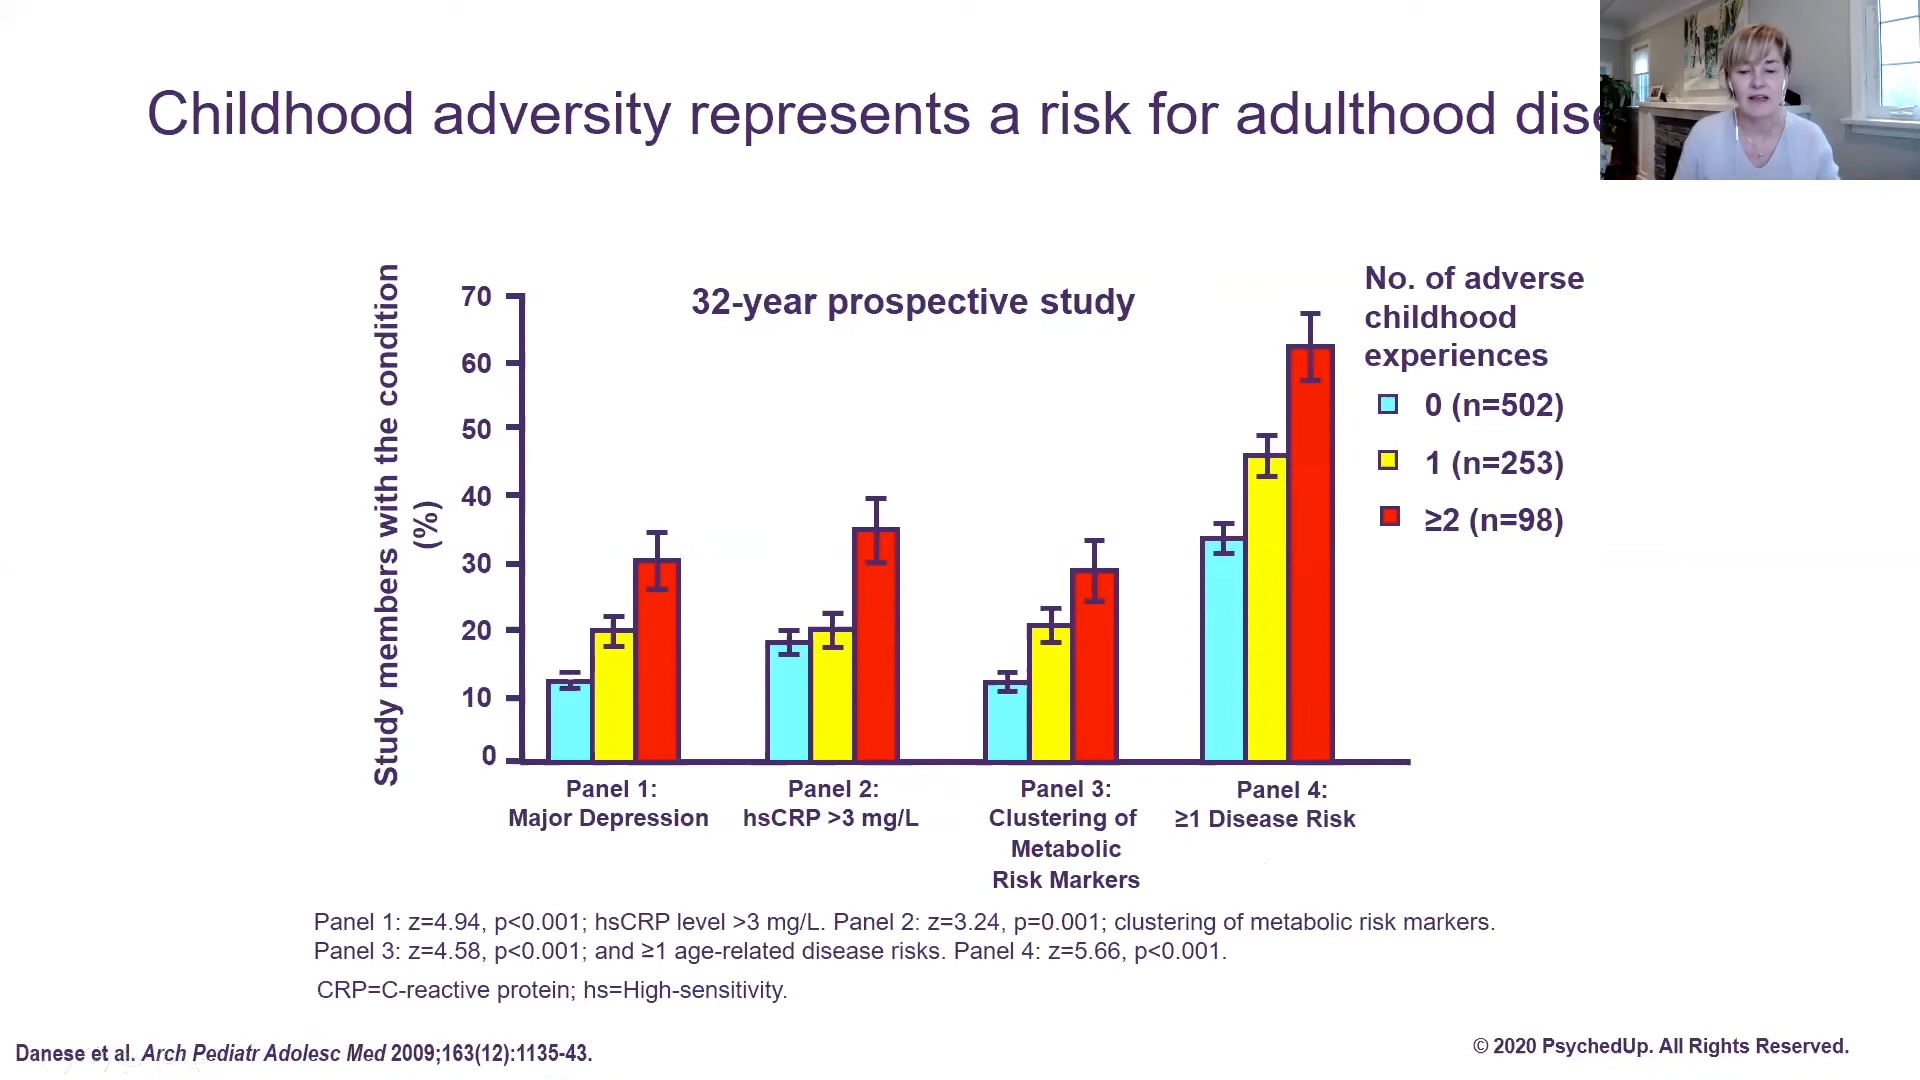 Childhood adversity represents a risk for adulthood
32-year prospective study
Study members with the condition
(%)
70
60
50
40
30
20
10
0
No. of adverse
childhood
experiences
0 (n=502)
1 (n=253)
≥2 (n=98)
Panel 1:
Major Depression
Panel 2:
hsCRP >3 mg/L
Panel 3:
Clustering of
Metabolic
Risk Markers
Panel 4:
≥1 Disease Risk
Panel 1: z=4.94, p<0.001; hsCRP level >3 mg/L. Panel 2: z=3.24, p=0.001; clustering of metabolic risk markers.
Panel 3: z=4.58, p<0.001; and ≥1 age-related disease risks. Panel 4: z=5.66, p<0.001.
CRP=C-reactive protein; hs=High-sensitivity.
Danese et al. Arch Pediatr Adolesc Med 2009;163(12):1135-43.
© 2020 PsychedUp. All Rights Reserved.